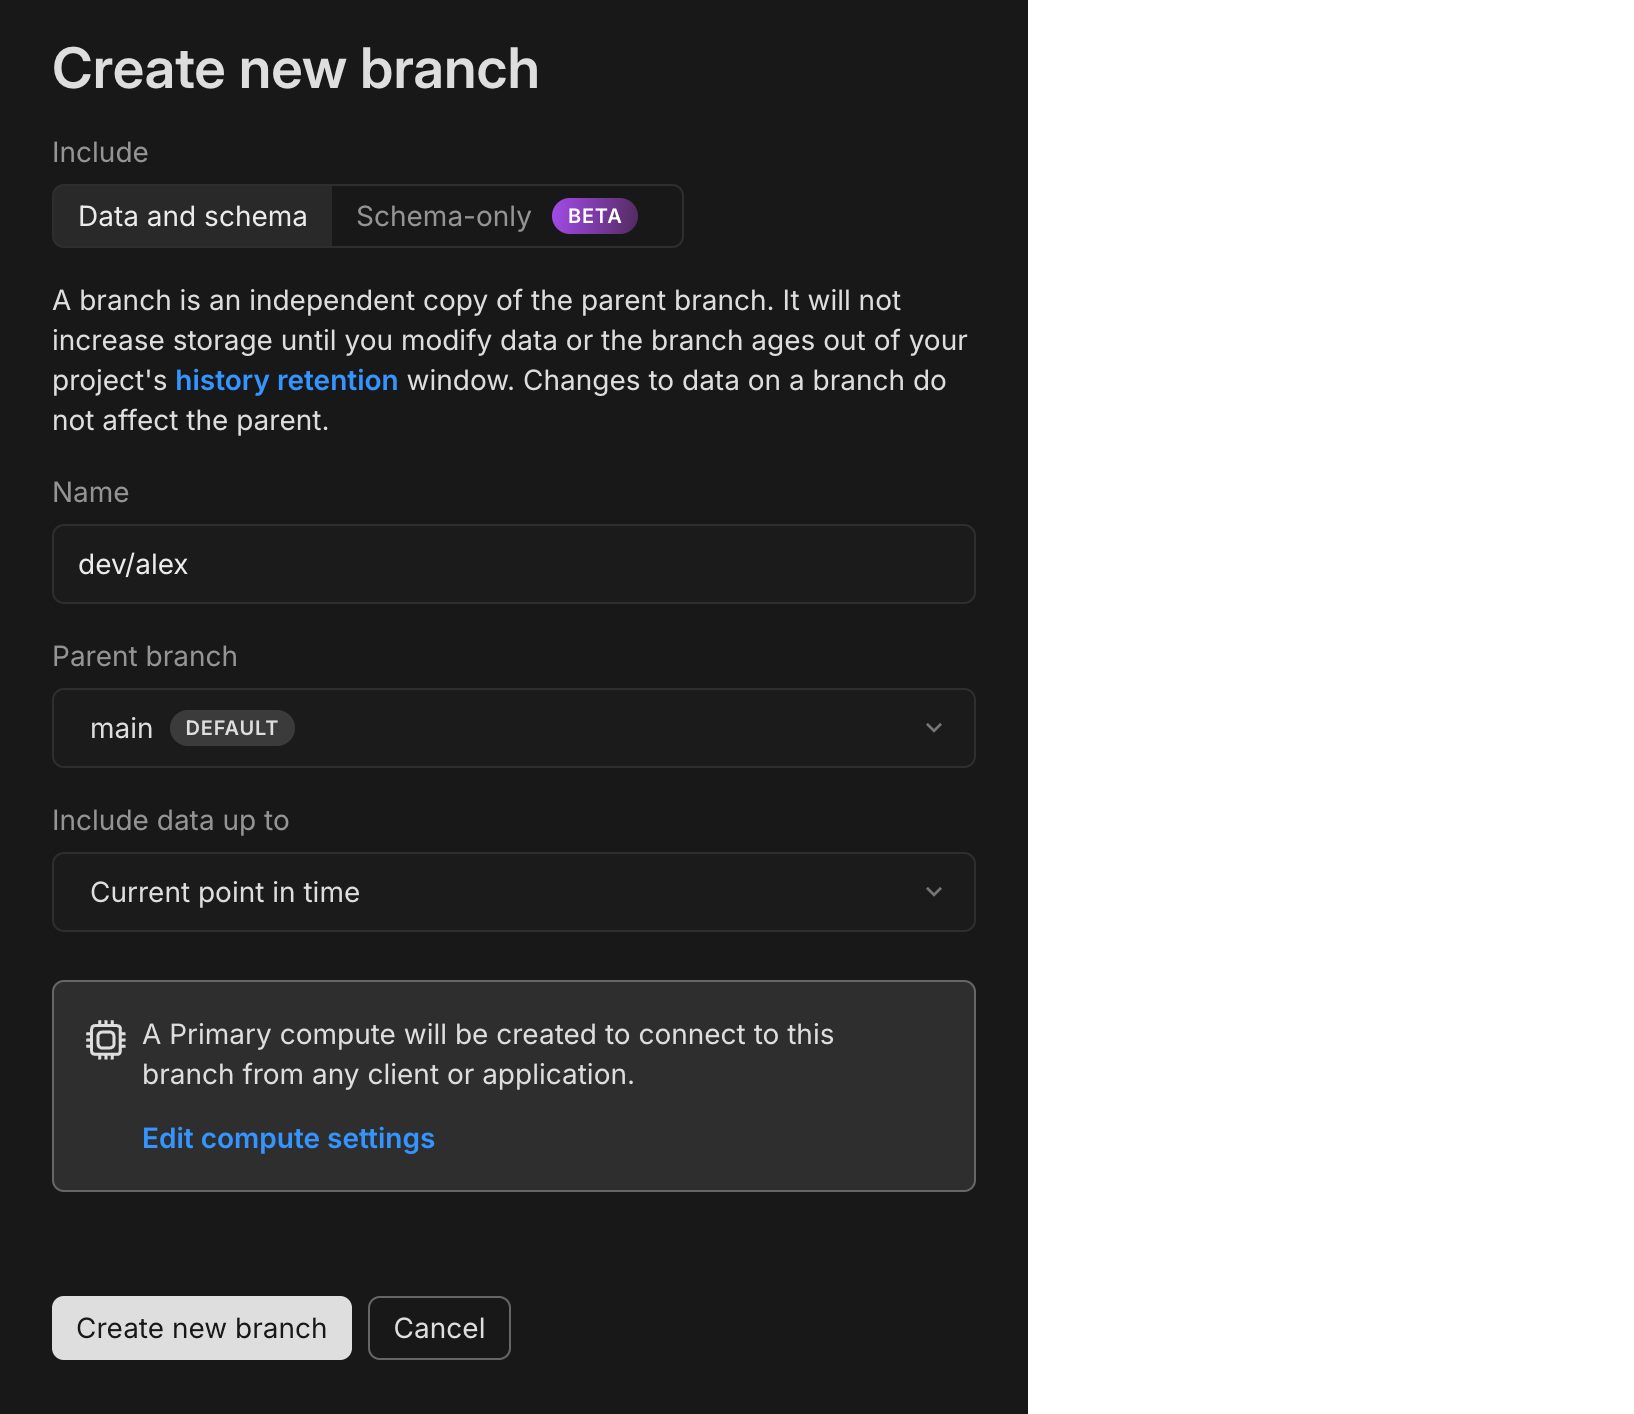 Create new branch
Include
Data and schema Schema-only BETA
A branch is an independent copy of the parent branch. It will not
increase storage until you modify data or the branch ages out of your
project's history retention window. Changes to data on a branch do
not affect the parent.
Name
dev/alex
Parent branch
main DEFAULT
Include data up to
Current point in time
A Primary compute will be created to connect to this
branch from any client or application.
Edit compute settings
Create new branch Cancel